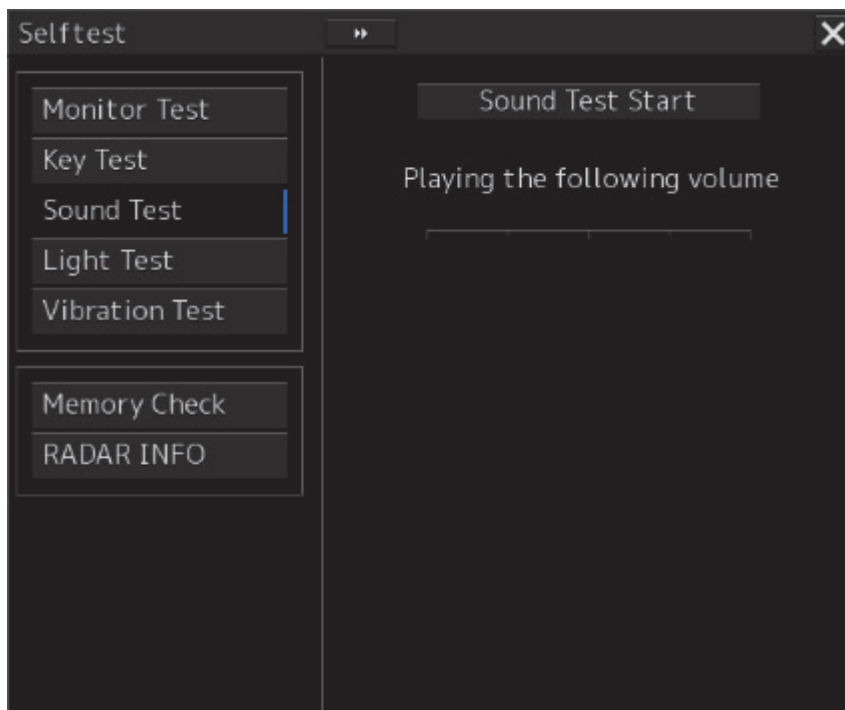 Selftest
Monitor Test
Key Test
Sound Test
Light Test
Vibration Test
Memory Check
RADAR INFO
Sound Test Start
Playing the following volume